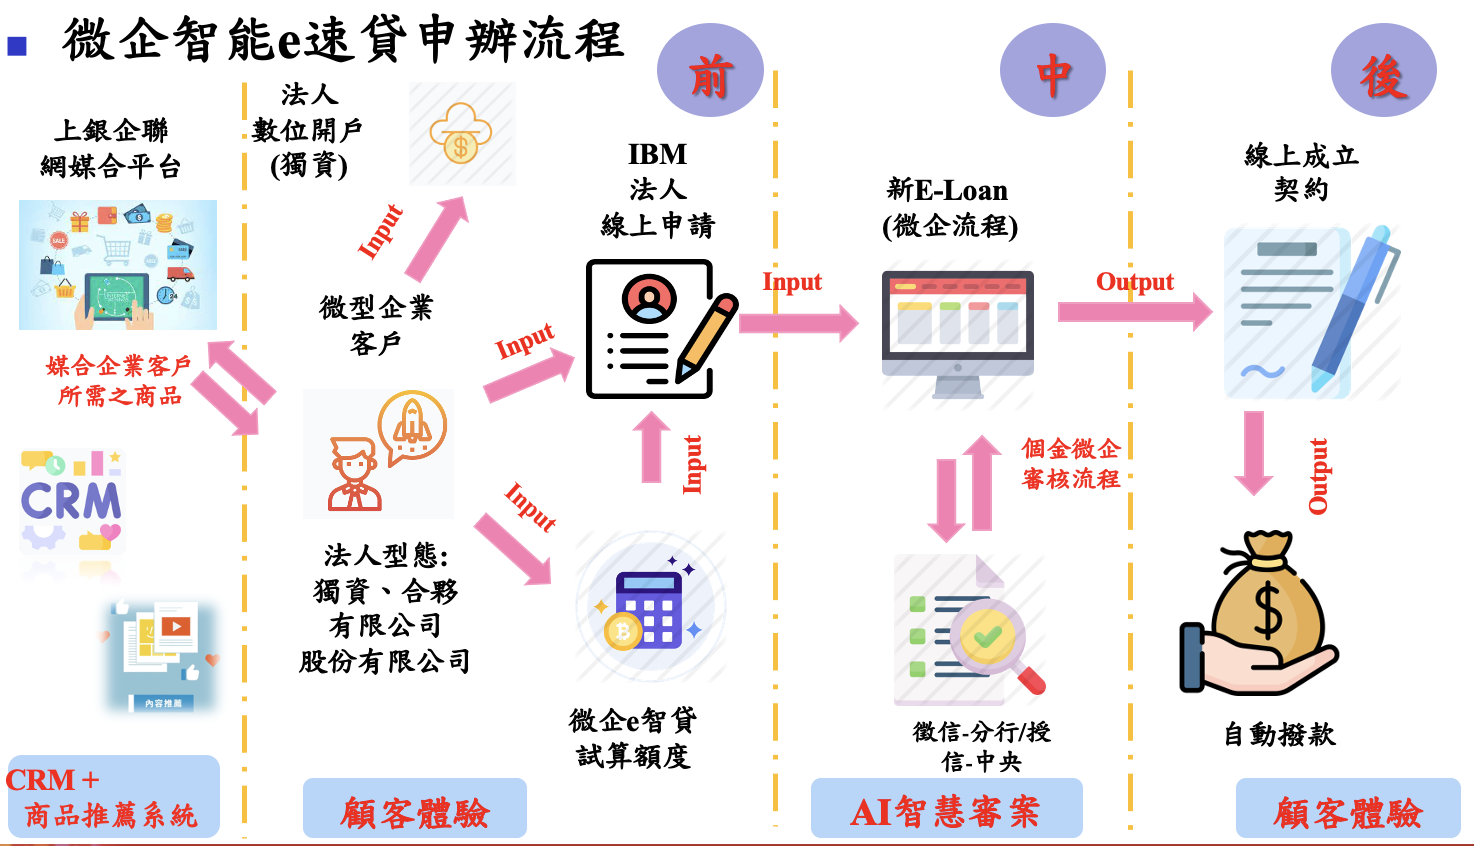 微企智能e速貸申辦流程
前
中
後
上銀企聯
網媒合平台
媒合企業客戶
所需之商品
CRM
內容推薦
CRM +
商品推薦系統
法人
數位開戶
(獨資)
Input
微型企業
客戶
Input
Input
法人型態:
獨資、合夥
有限公司
股份有限公司
IBM
法人
線上申請
Input
微企e智貸
試算額度
顧客體驗
Input
新E-Loan
(微企流程)
個金微企
審核流程
徵信-分行/授
信-中央
AI智慧審案
Output
線上成立
契約
Output
自動撥款
顧客體驗